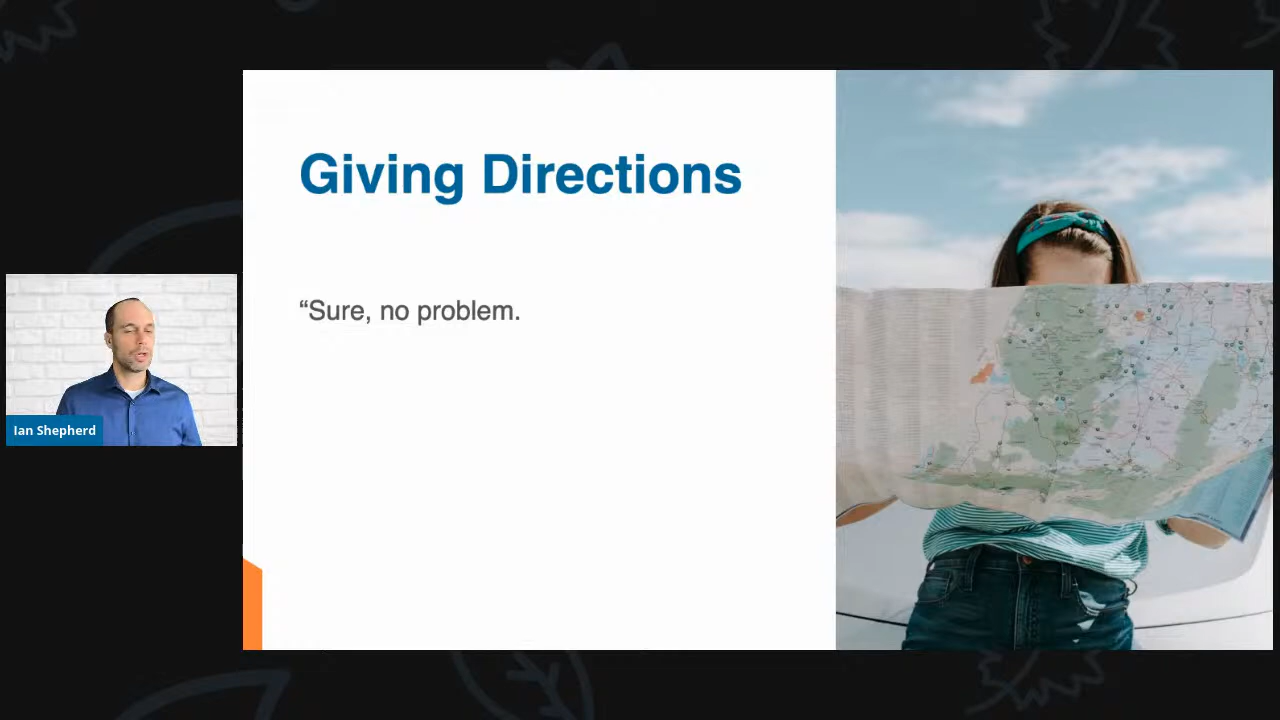 Giving Directions
“Sure, no problem.
Ian Shepherd